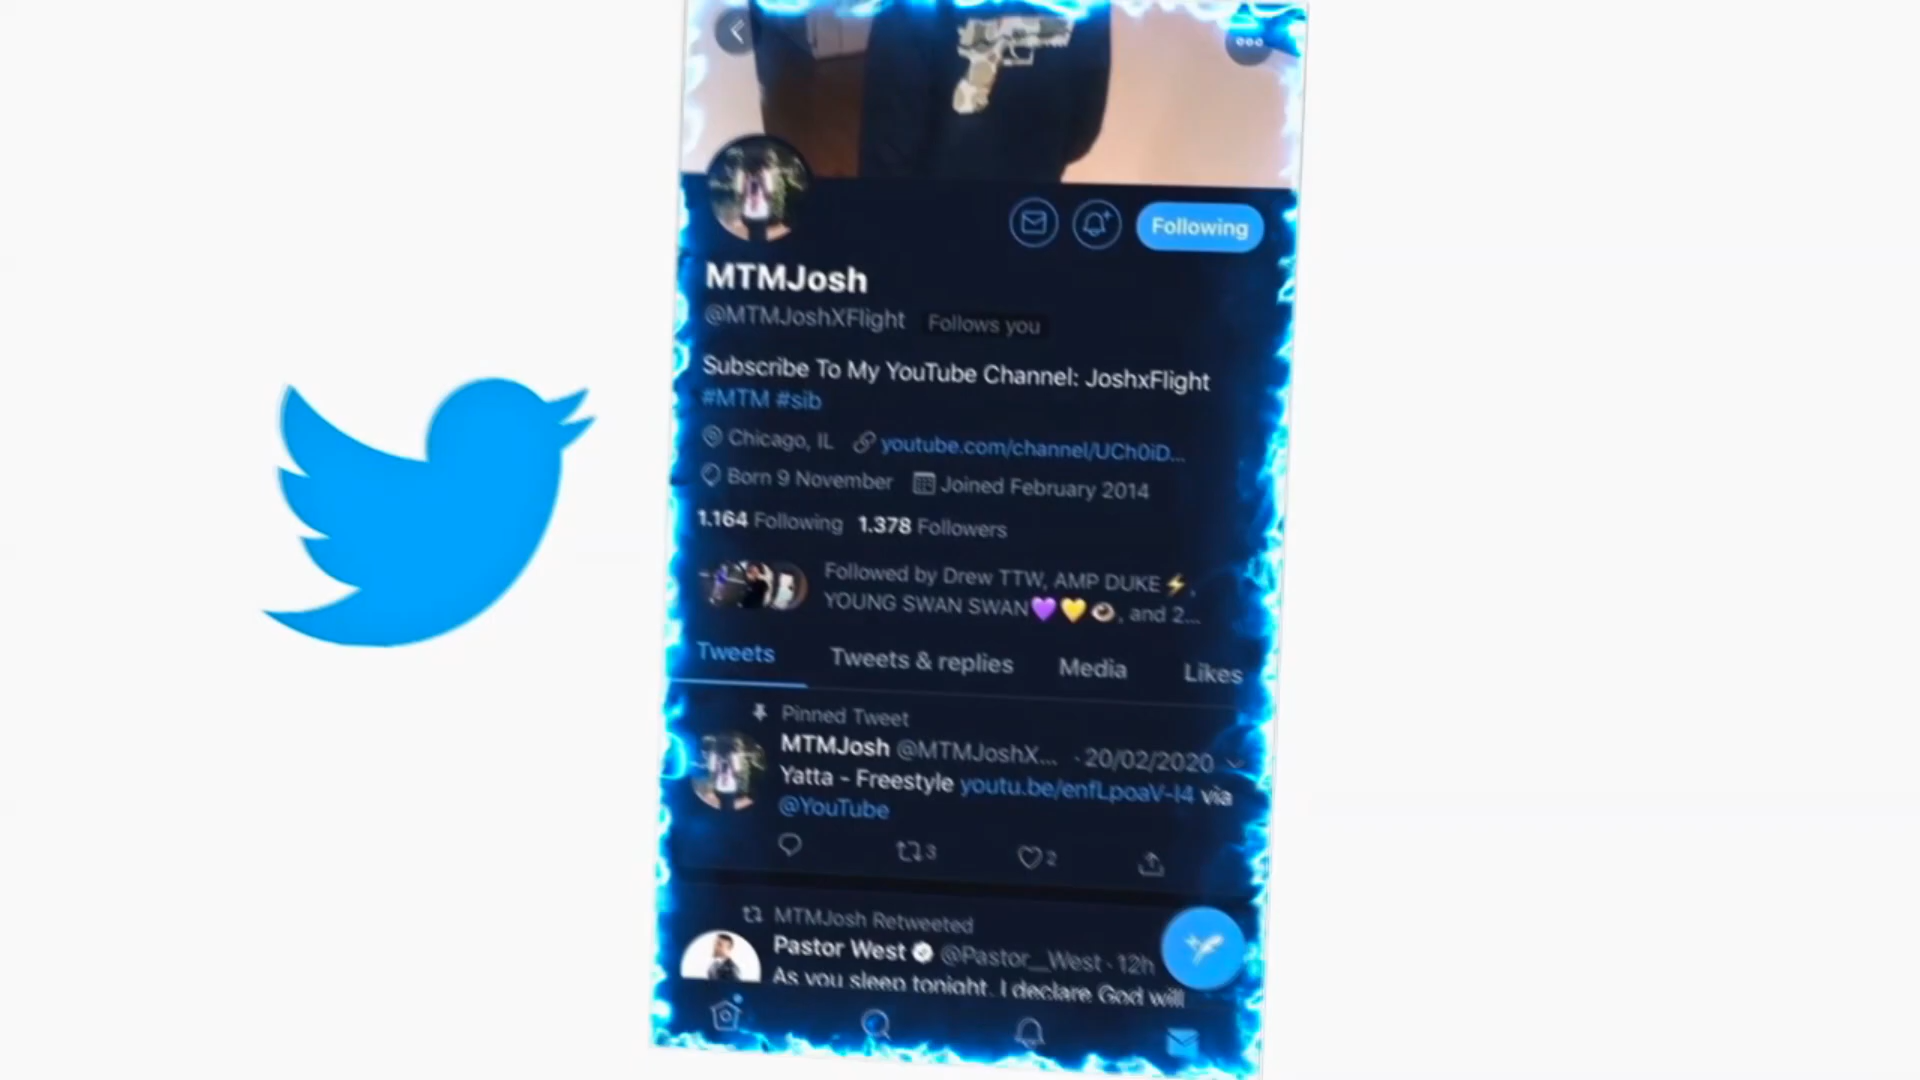 Following
MTMJosh
@MTMJoshXFlight Follows you
Subscribe To My YouTube Channel: JoshxFlight
#MTM #sib
Chicago, IL youtube.com/channel/UCh0iD...
Born 9 November Joined February 2014
1.164 Following 1.378 Followers
Followed by Drew TTW, AMP DUKE⚡,
YOUNG SWAN SWAN💜💛👁, and 2...
Tweets Tweets & replies Media Likes
Pinned Tweet
MTMJosh @MTMJoshX... · 20/02/2020
Yatta - Freestyle youtu.be/enfLpoaV-I4 via
@YouTube
3 2
MTMJosh Retweeted
Pastor West @Pastor__West · 12h
As you sleep tonight, I declare God will